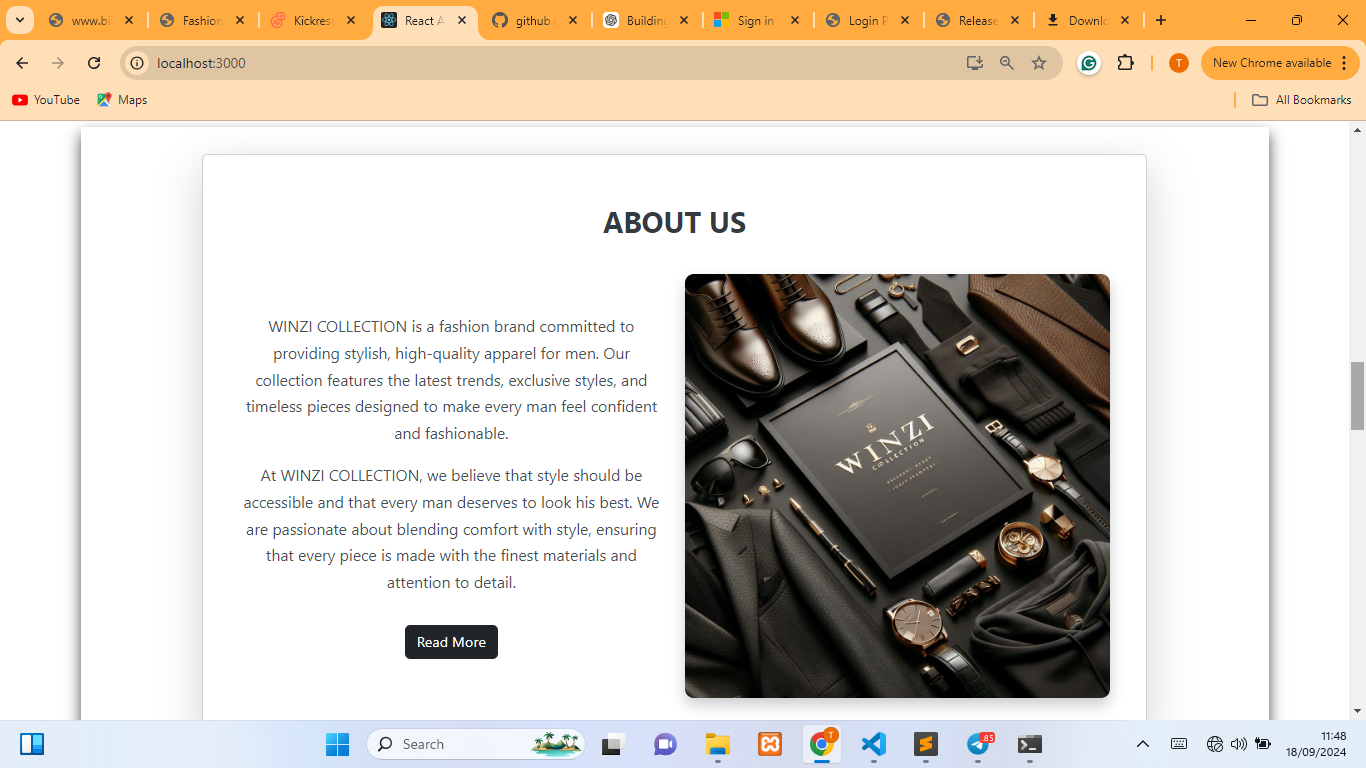 www.bi
Fashion
Kickres
React A
github.c
Building
Sign in
Login P
Release
Downlo
localhost:3000
T
New Chrome available
YouTube
Maps
All Bookmarks
ABOUT US
WINZI COLLECTION is a fashion brand committed to
providing stylish, high-quality apparel for men. Our
collection features the latest trends, exclusive styles, and
timeless pieces designed to make every man feel confident
and fashionable.
At WINZI COLLECTION, we believe that style should be
accessible and that every man deserves to look his best. We
are passionate about blending comfort with style, ensuring
that every piece is made with the finest materials and
attention to detail.
Read More
WINZI
COLLECTION
Search
T
85
11:48
18/09/2024